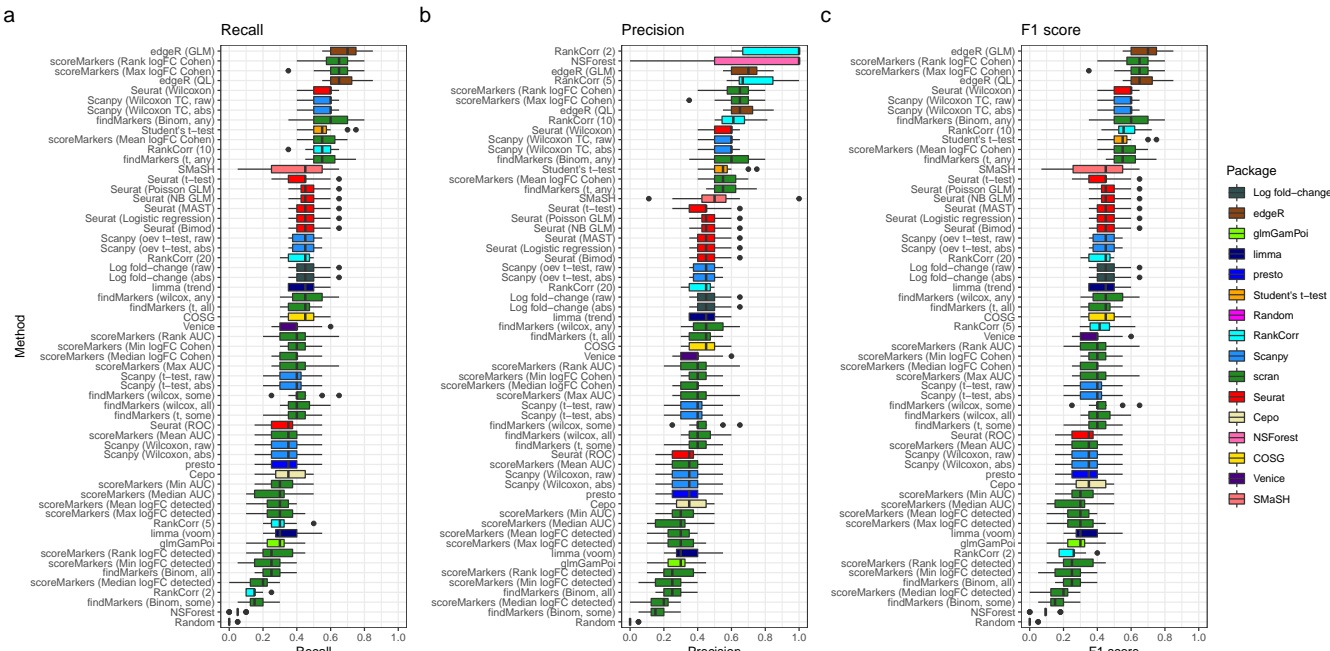 a
Recall
Method
edgeR (GLM)
scoreMarkers (Rank logFC Cohen)
scoreMarkers (Max logFC Cohen)
edgeR (QL)
Seurat (Wilcoxon)
Scanpy (Wilcoxon TC, raw)
Scanpy (Wilcoxon TC, abs)
findMarkers (Binom, any)
Student's t−test
scoreMarkers (Mean logFC Cohen)
RankCorr (10)
findMarkers (t, any)
SMaSH
Seurat (t−test)
Seurat (Poisson GLM)
Seurat (NB GLM)
Seurat (MAST)
Seurat (Logistic regression)
Seurat (Bimod)
Scanpy (oev t−test, raw)
Scanpy (oev t−test, abs)
RankCorr (20)
Log fold−change (raw)
Log fold−change (abs)
limma (trend)
findMarkers (wilcox, any)
findMarkers (t, all)
COSG
Venice
scoreMarkers (Rank AUC)
scoreMarkers (Min logFC Cohen)
scoreMarkers (Median logFC Cohen)
scoreMarkers (Max AUC)
Scanpy (t−test, raw)
Scanpy (t−test, abs)
findMarkers (wilcox, some)
findMarkers (wilcox, all)
findMarkers (t, some)
Seurat (ROC)
scoreMarkers (Mean AUC)
Scanpy (Wilcoxon, raw)
Scanpy (Wilcoxon, abs)
presto
Cepo
scoreMarkers (Min AUC)
scoreMarkers (Median AUC)
scoreMarkers (Mean logFC detected)
scoreMarkers (Max logFC detected)
RankCorr (5)
limma (voom)
glmGamPoi
scoreMarkers (Rank logFC detected)
scoreMarkers (Min logFC detected)
findMarkers (Binom, all)
scoreMarkers (Median logFC detected)
RankCorr (2)
findMarkers (Binom, some)
NSForest
Random
0.0 0.2 0.4 0.6 0.8 1.0
Recall
b
Precision
RankCorr (2)
NSForest
edgeR (GLM)
RankCorr (5)
scoreMarkers (Rank logFC Cohen)
scoreMarkers (Max logFC Cohen)
edgeR (QL)
RankCorr (10)
Seurat (Wilcoxon)
Scanpy (Wilcoxon TC, raw)
Scanpy (Wilcoxon TC, abs)
findMarkers (Binom, any)
Student's t−test
scoreMarkers (Mean logFC Cohen)
findMarkers (t, any)
SMaSH
Seurat (t−test)
Seurat (Poisson GLM)
Seurat (NB GLM)
Seurat (MAST)
Seurat (Logistic regression)
Seurat (Bimod)
Scanpy (oev t−test, raw)
Scanpy (oev t−test, abs)
RankCorr (20)
Log fold−change (raw)
Log fold−change (abs)
limma (trend)
findMarkers (wilcox, any)
findMarkers (t, all)
COSG
Venice
scoreMarkers (Rank AUC)
scoreMarkers (Min logFC Cohen)
scoreMarkers (Median logFC Cohen)
scoreMarkers (Max AUC)
Scanpy (t−test, raw)
Scanpy (t−test, abs)
findMarkers (wilcox, some)
findMarkers (wilcox, all)
findMarkers (t, some)
Seurat (ROC)
scoreMarkers (Mean AUC)
Scanpy (Wilcoxon, raw)
Scanpy (Wilcoxon, abs)
presto
Cepo
scoreMarkers (Min AUC)
scoreMarkers (Median AUC)
scoreMarkers (Mean logFC detected)
scoreMarkers (Max logFC detected)
limma (voom)
glmGamPoi
scoreMarkers (Rank logFC detected)
scoreMarkers (Min logFC detected)
findMarkers (Binom, all)
scoreMarkers (Median logFC detected)
findMarkers (Binom, some)
Random
0.0 0.2 0.4 0.6 0.8 1.0
Precision
c
F1 score
edgeR (GLM)
scoreMarkers (Rank logFC Cohen)
scoreMarkers (Max logFC Cohen)
edgeR (QL)
Seurat (Wilcoxon)
Scanpy (Wilcoxon TC, raw)
Scanpy (Wilcoxon TC, abs)
findMarkers (Binom, any)
RankCorr (10)
Student's t−test
scoreMarkers (Mean logFC Cohen)
findMarkers (t, any)
SMaSH
Seurat (t−test)
Seurat (Poisson GLM)
Seurat (NB GLM)
Seurat (MAST)
Seurat (Logistic regression)
Seurat (Bimod)
Scanpy (oev t−test, raw)
Scanpy (oev t−test, abs)
RankCorr (20)
Log fold−change (raw)
Log fold−change (abs)
limma (trend)
findMarkers (wilcox, any)
findMarkers (t, all)
COSG
RankCorr (5)
Venice
scoreMarkers (Rank AUC)
scoreMarkers (Min logFC Cohen)
scoreMarkers (Median logFC Cohen)
scoreMarkers (Max AUC)
Scanpy (t−test, raw)
Scanpy (t−test, abs)
findMarkers (wilcox, some)
findMarkers (wilcox, all)
findMarkers (t, some)
Seurat (ROC)
scoreMarkers (Mean AUC)
Scanpy (Wilcoxon, raw)
Scanpy (Wilcoxon, abs)
presto
Cepo
scoreMarkers (Min AUC)
scoreMarkers (Median AUC)
scoreMarkers (Mean logFC detected)
scoreMarkers (Max logFC detected)
limma (voom)
glmGamPoi
RankCorr (2)
scoreMarkers (Rank logFC detected)
scoreMarkers (Min logFC detected)
findMarkers (Binom, all)
scoreMarkers (Median logFC detected)
findMarkers (Binom, some)
NSForest
Random
0.0 0.2 0.4 0.6 0.8 1.0
F1 score
Package
Log fold−change
edgeR
glmGamPoi
limma
presto
Student's t−test
Random
RankCorr
Scanpy
scran
Seurat
Cepo
NSForest
COSG
Venice
SMaSH